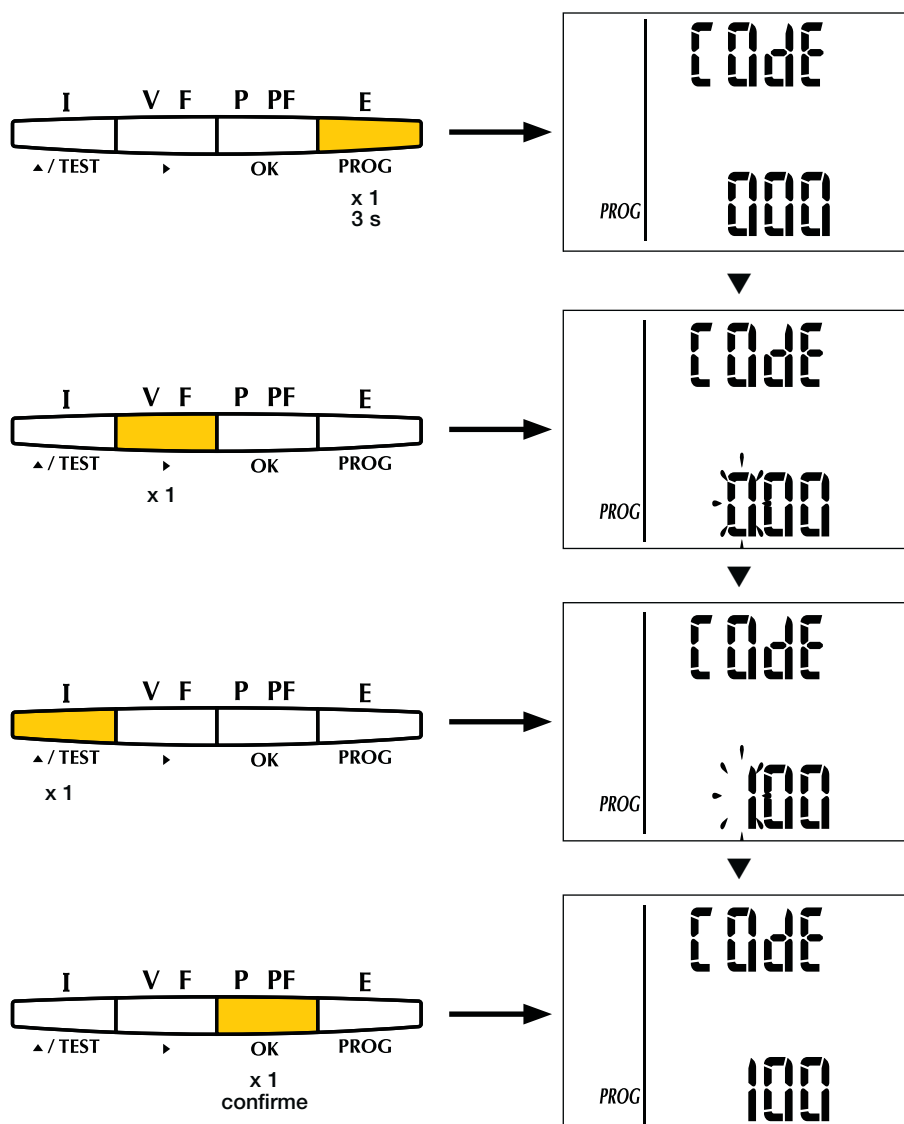 I V F P PF E
▲ / TEST ▶ OK PROG
x 1
3 s
COdE
PROG 000
I V F P PF E
▲ / TEST ▶ OK PROG
x 1
COdE
PROG 000
I V F P PF E
▲ / TEST ▶ OK PROG
x 1
COdE
PROG 100
I V F P PF E
▲ / TEST ▶ OK PROG
x 1
confirme
COdE
PROG 100